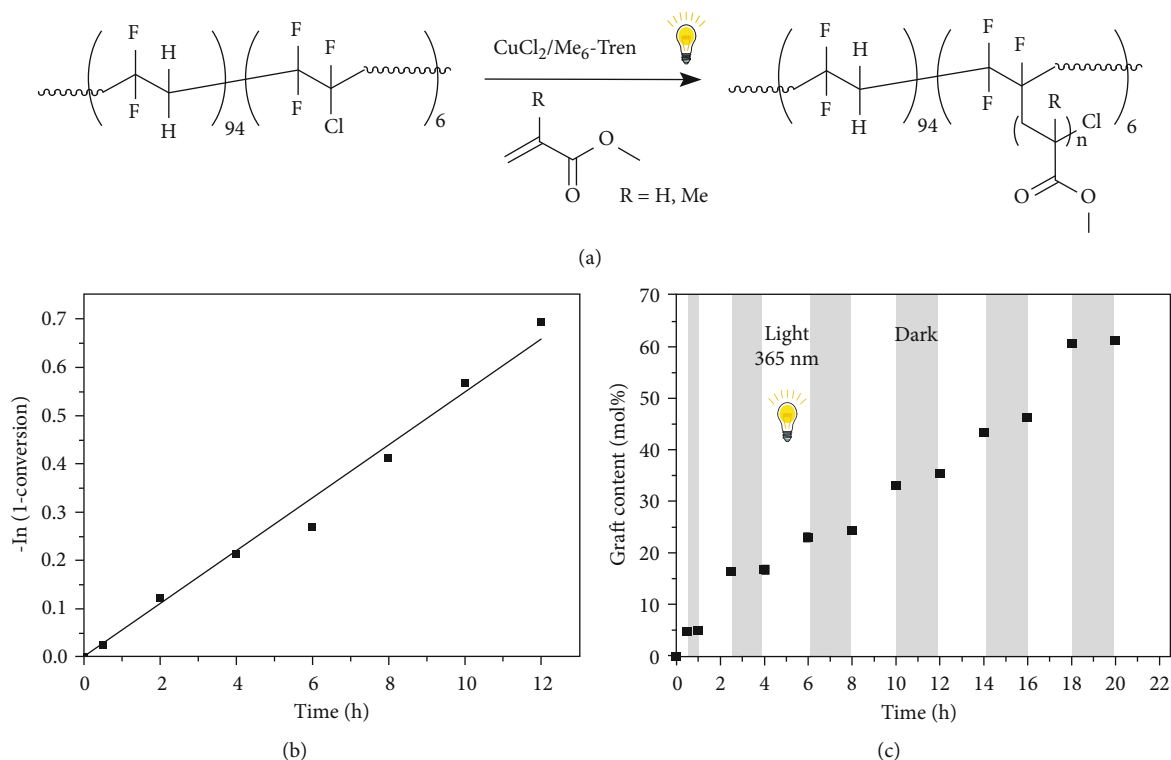 F
F
H
H
94
F
F
F
Cl
6
CuCl2/Me6-Tren
R
O
O
R = H, Me
F
F
H
H
94
F
F
F
R
Cl
n
O
O
6
(a)
0.7
0.6
0.5
0.4
0.3
0.2
0.1
0.0
-In (1-conversion)
0 2 4 6 8 10 12
Time (h)
(b)
70
60
50
40
30
20
10
0
Graft content (mol%)
Light
365 nm
Dark
0 2 4 6 8 10 12 14 16 18 20 22
Time (h)
(c)